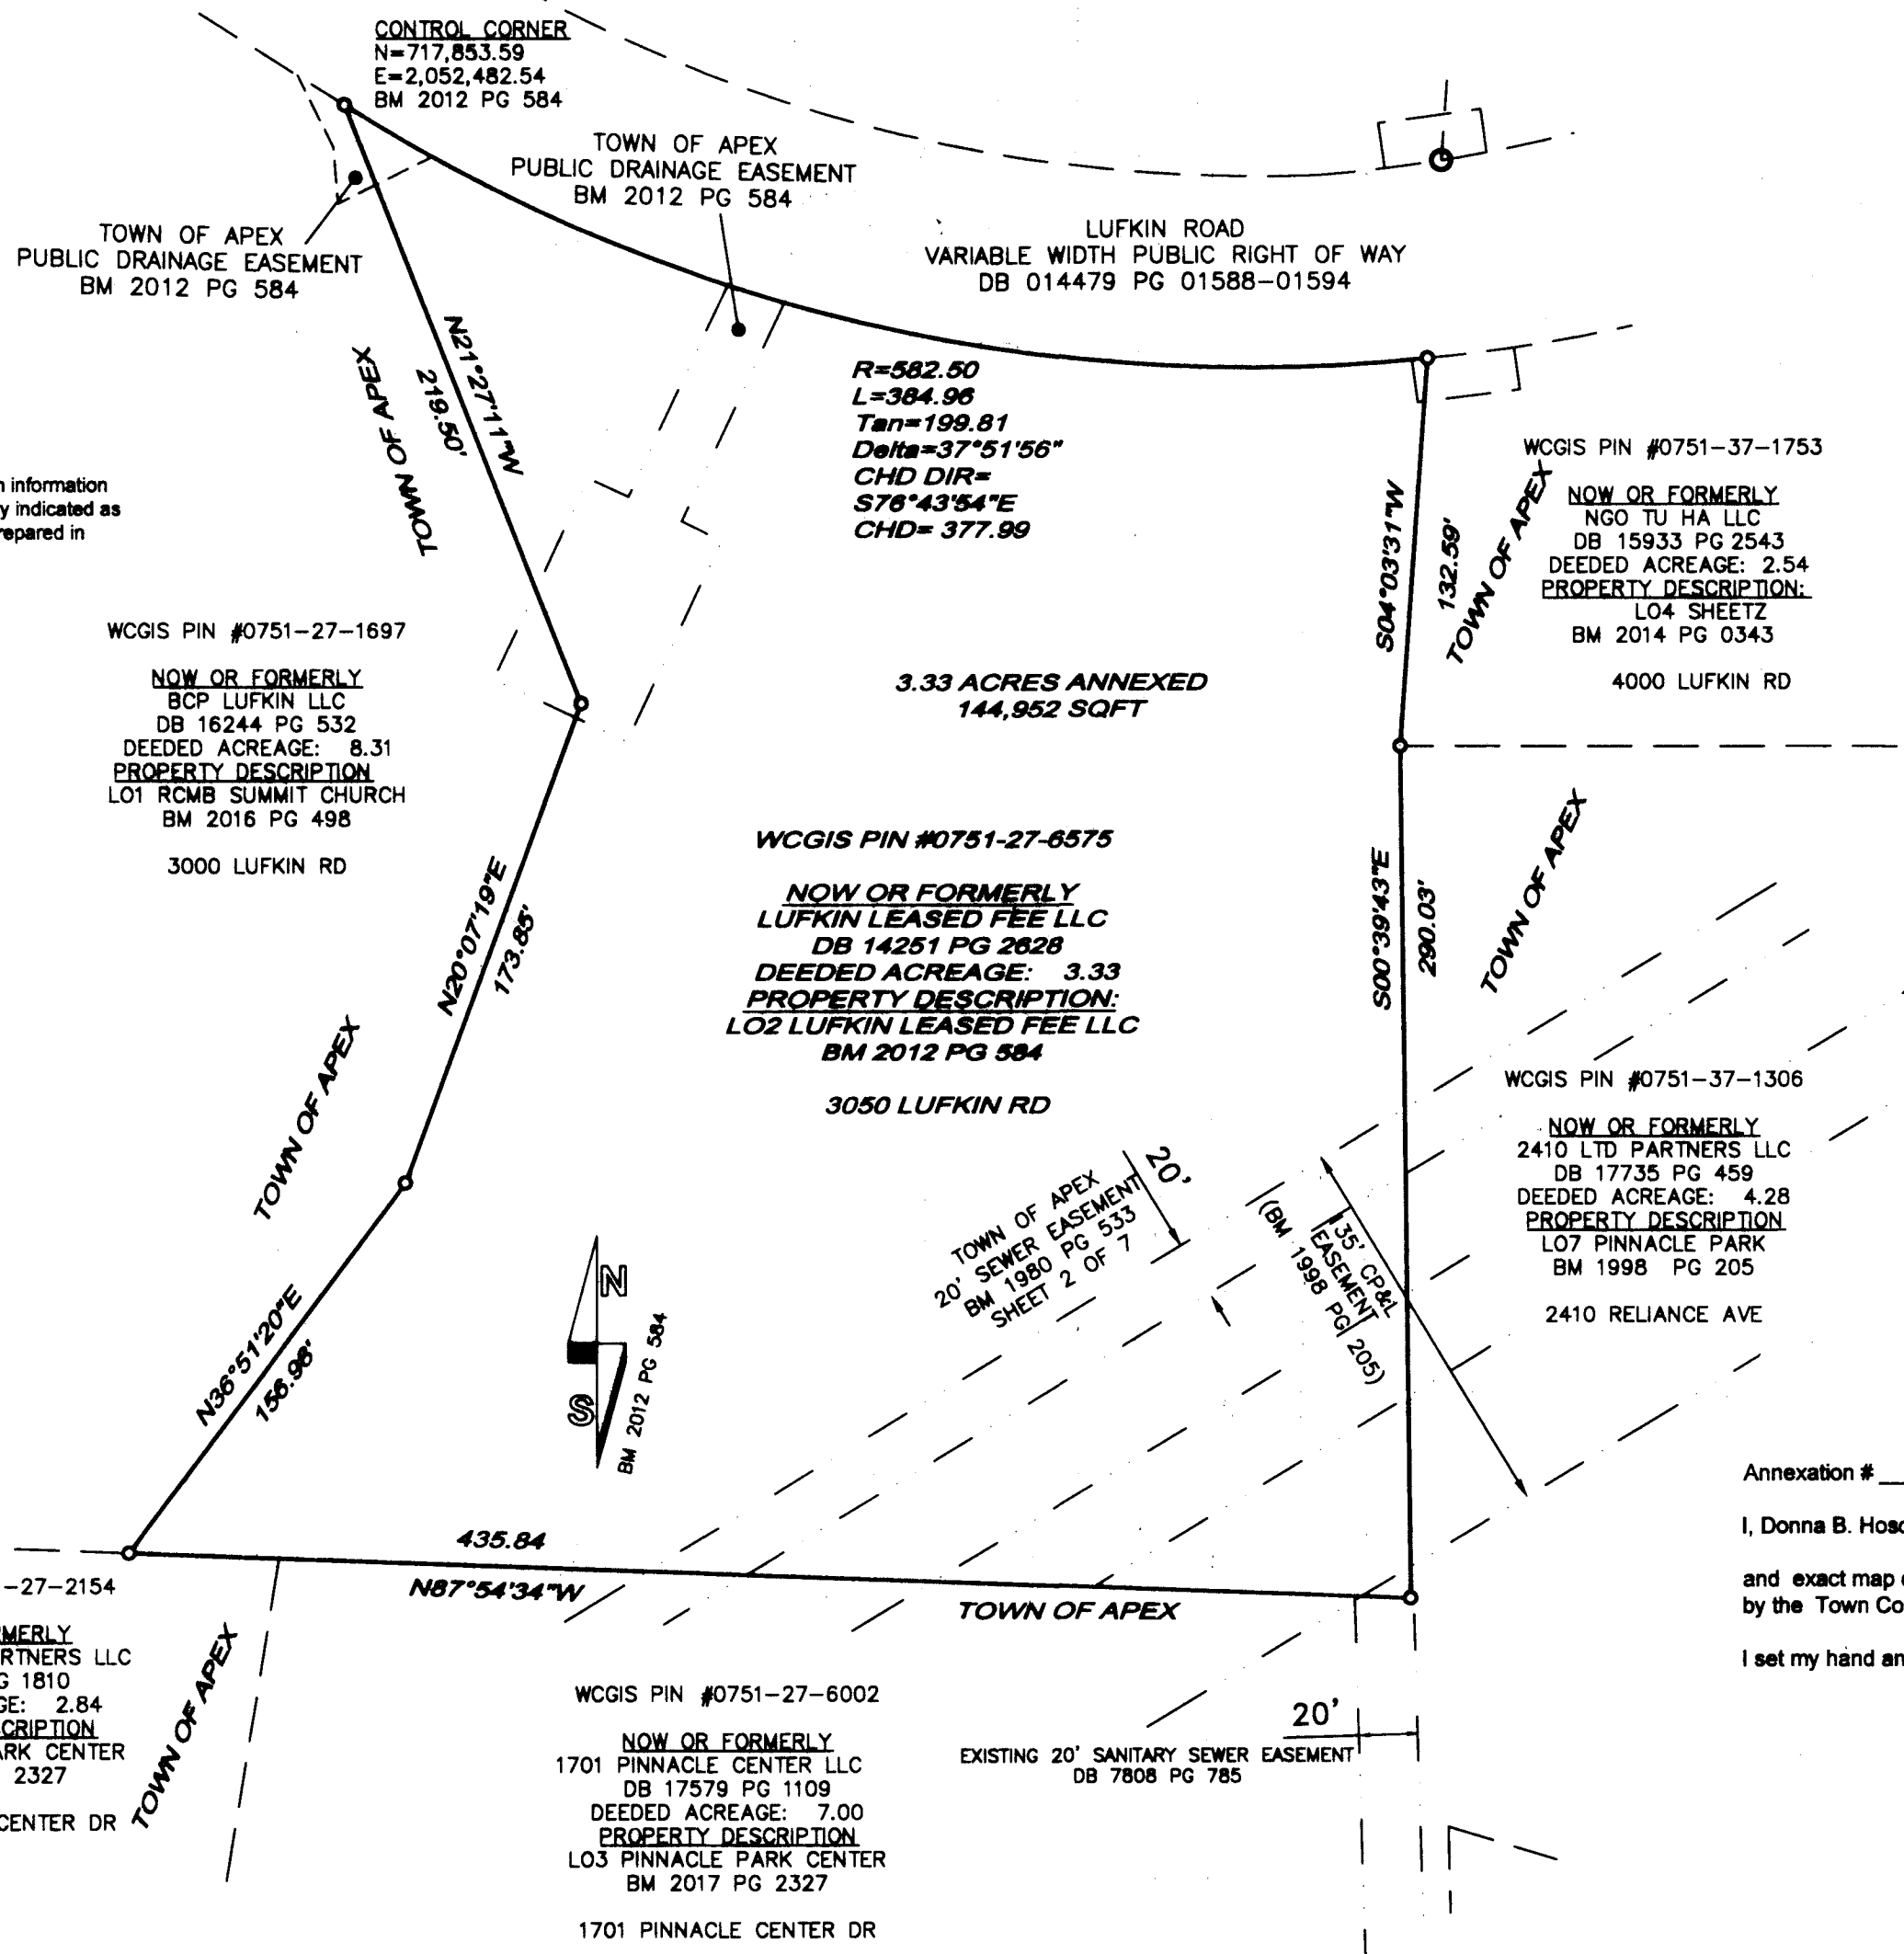 CONTROL CORNER
N=717,853.59
E=2,052,482.54
BM 2012 PG 584
TOWN OF APEX
PUBLIC DRAINAGE EASEMENT
BM 2012 PG 584
TOWN OF APEX
PUBLIC DRAINAGE EASEMENT
BM 2012 PG 584
LUFKIN ROAD
VARIABLE WIDTH PUBLIC RIGHT OF WAY
DB 014479 PG 01588-01594
N21°27'11"W
219.50'
TOWN OF APEX
R=582.50
L=384.96
Tan=199.81
Delta=37°51'56"
CHD DIR=
S76°43'54"E
CHD= 377.99
information
y indicated as
repared in
S04°03'31"W
132.59'
TOWN OF APEX
WCGIS PIN #0751-37-1753
NOW OR FORMERLY
NGO TU HA LLC
DB 15933 PG 2543
DEEDED ACREAGE: 2.54
PROPERTY DESCRIPTION:
LO4 SHEETZ
BM 2014 PG 0343
4000 LUFKIN RD
WCGIS PIN #0751-27-1697
NOW OR FORMERLY
BCP LUFKIN LLC
DB 16244 PG 532
DEEDED ACREAGE: 8.31
PROPERTY DESCRIPTION
LO1 RCMB SUMMIT CHURCH
BM 2016 PG 498
3000 LUFKIN RD
3.33 ACRES ANNEXED
144,952 SQFT
WCGIS PIN #0751-27-6575
NOW OR FORMERLY
LUFKIN LEASED FEE LLC
DB 14251 PG 2628
DEEDED ACREAGE: 3.33
PROPERTY DESCRIPTION:
LO2 LUFKIN LEASED FEE LLC
BM 2012 PG 584
3050 LUFKIN RD
N20°07'19"E
173.85'
TOWN OF APEX
S00°39'43"E
290.03'
TOWN OF APEX
WCGIS PIN #0751-37-1306
NOW OR FORMERLY
2410 LTD PARTNERS LLC
DB 17735 PG 459
DEEDED ACREAGE: 4.28
PROPERTY DESCRIPTION
LO7 PINNACLE PARK
BM 1998 PG 205
2410 RELIANCE AVE
TOWN OF APEX
20' SEWER EASEMENT
BM 1980 PG 533
SHEET 2 OF 7
20'
135' CP&L
EASEMENT
(BM 1998 PG 205)
N
S
BM 2012 PG 584
N36°51'20"E
156.98'
435.84
N87°54'34"W
TOWN OF APEX
Annexation #
I, Donna B. Hosc
and exact map
by the Town Co
I set my hand an
-27-2154
RMERLY
RTNERS LLC
G 1810
GE: 2.84
CRIPTION
ARK CENTER
2327
CENTER DR
TOWN OF APEX
WCGIS PIN #0751-27-6002
NOW OR FORMERLY
1701 PINNACLE CENTER LLC
DB 17579 PG 1109
DEEDED ACREAGE: 7.00
PROPERTY DESCRIPTION
LO3 PINNACLE PARK CENTER
BM 2017 PG 2327
1701 PINNACLE CENTER DR
20'
EXISTING 20' SANITARY SEWER EASEMENT
DB 7808 PG 785